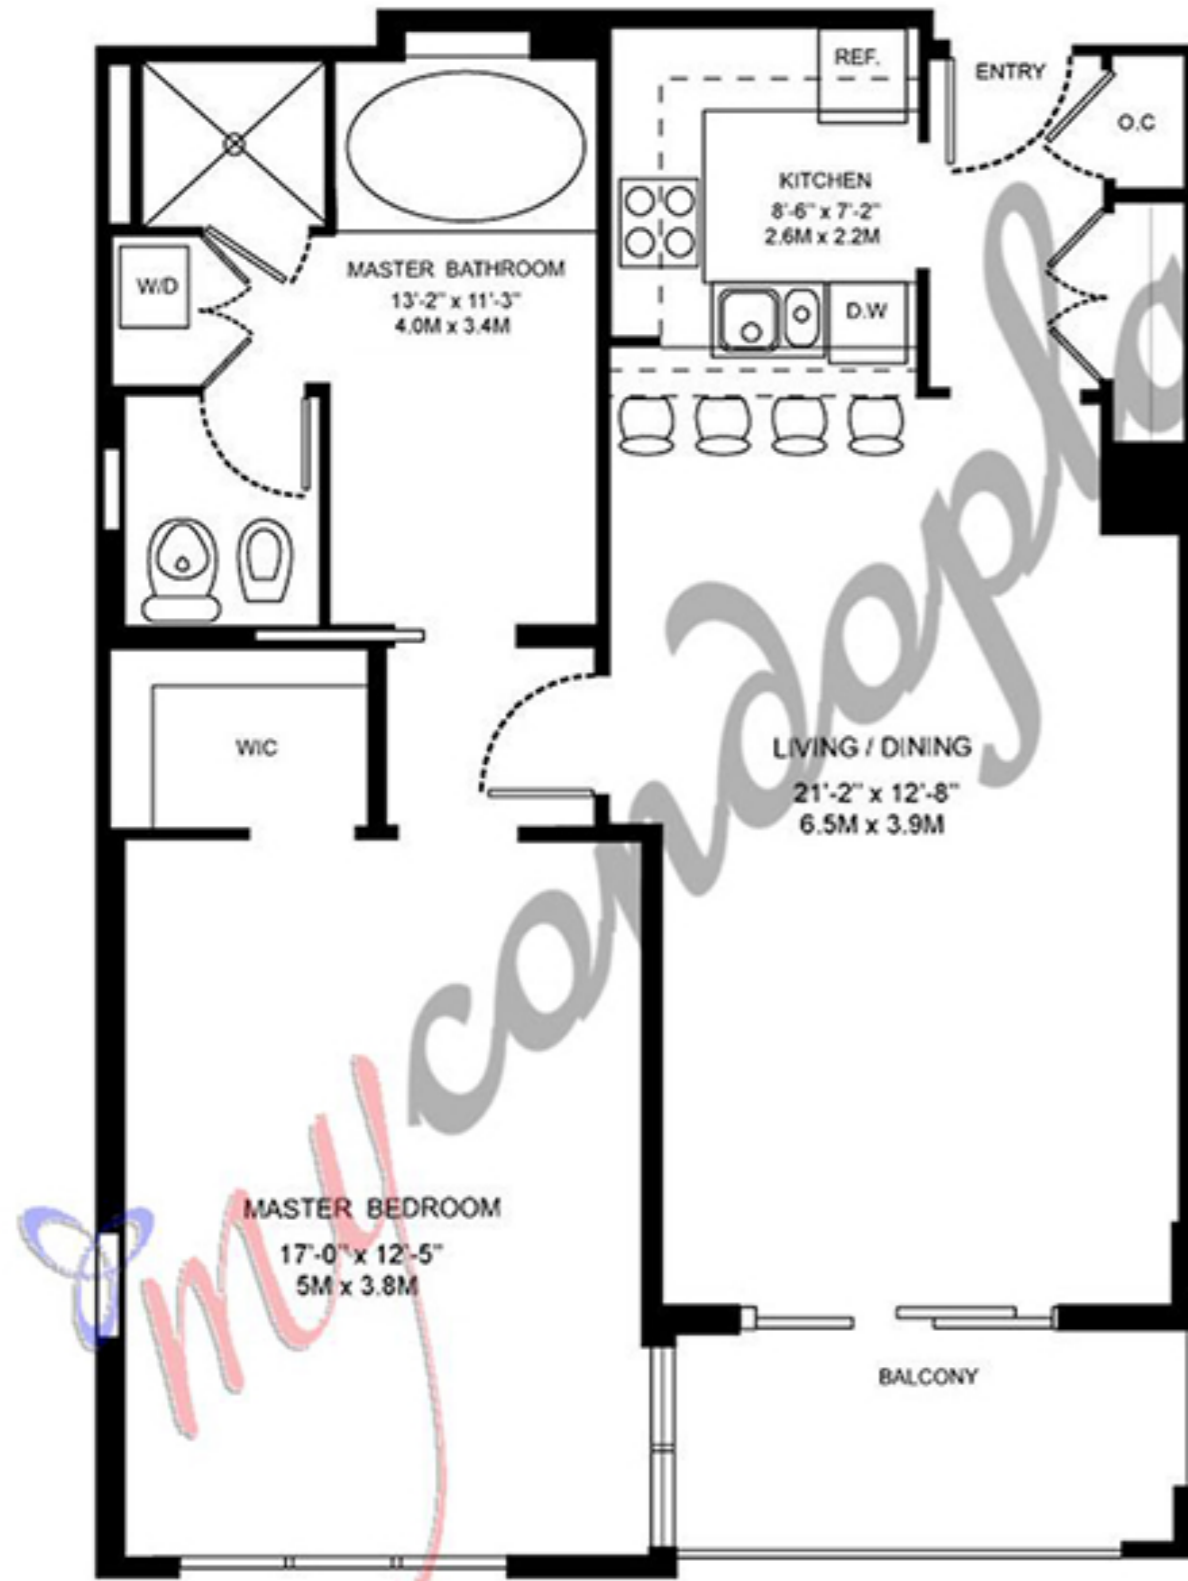 REF.
ENTRY
O.C
KITCHEN
8'-6" x 7'-2"
2.6M x 2.2M
W/D
MASTER BATHROOM
13'-2" x 11'-3"
4.0M x 3.4M
D.W
WIC
LIVING / DINING
21'-2" x 12'-8"
6.5M x 3.9M
MASTER BEDROOM
17'-0" x 12'-5"
5M x 3.8M
BALCONY
mycondopla